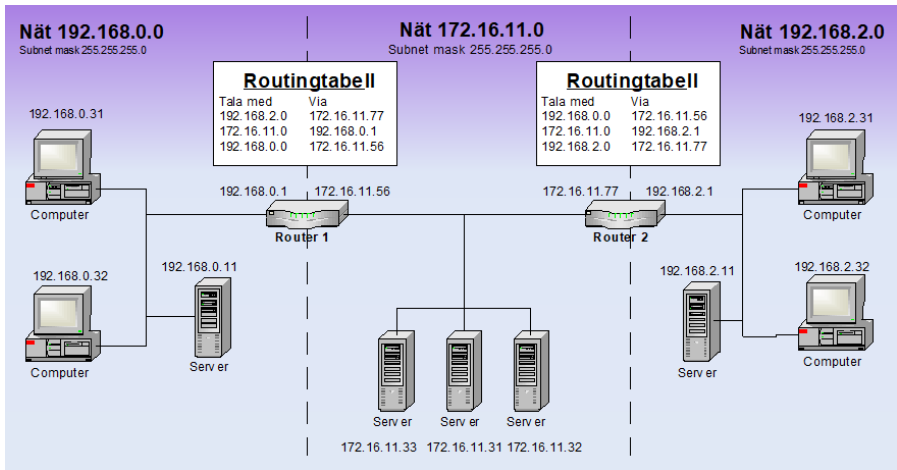 Nät 192.168.0.0
Subnet mask 255.255.255.0
Nät 172.16.11.0
Subnet mask 255.255.255.0
Nät 192.168.2.0
Subnet mask 255.255.255.0
Routingtabell
Tala med Via
192.168.2.0 172.16.11.77
172.16.11.0 192.168.0.1
192.168.0.0 172.16.11.56
Routingtabell
Tala med Via
192.168.0.0 172.16.11.56
172.16.11.0 192.168.2.1
192.168.2.0 172.16.11.77
192.168.0.31
Computer
192.168.0.1 172.16.11.56
Router 1
172.16.11.77 192.168.2.1
Router 2
192.168.2.31
Computer
192.168.0.32
Computer
192.168.0.11
Server
Server
172.16.11.33
Server
172.16.11.31
Server
172.16.11.32
192.168.2.11
Server
192.168.2.32
Computer